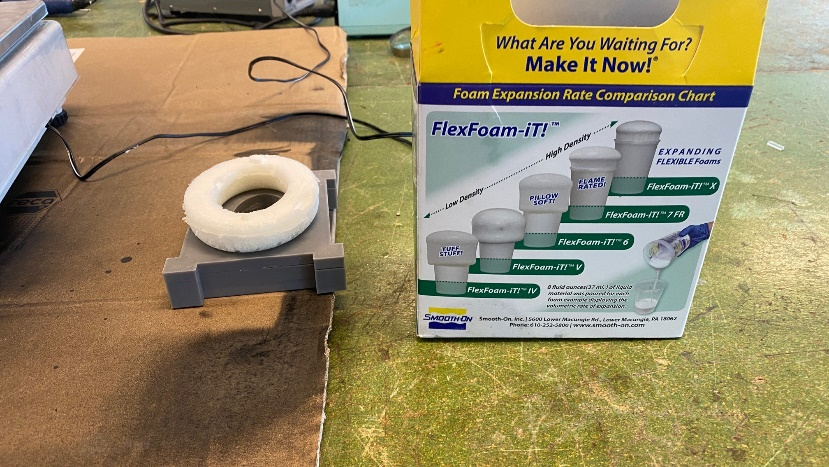 What Are You Waiting For?
Make It Now!®
Foam Expansion Rate Comparison Chart
FlexFoam-iT!™
Low Density
High Density
EXPANDING
FLEXIBLE Foams
TUFF
STUFF!
PILLOW
SOFT!
FLAME
RATED!
FlexFoam-iT!™ X
FlexFoam-iT!™ 7 FR
FlexFoam-iT!™ 6
FlexFoam-iT!™ V
FlexFoam-iT!™ IV
8 fluid ounces(37 mL) of liquid
material was poured for each
foam example displaying the
volumetric rate of expansion.
SMOOTH-ON
Smooth-On, Inc. | 5600 Lower Macungie Rd., Lower Macungie, PA 18062
Phone: 610-252-5800 | www.smooth-on.com